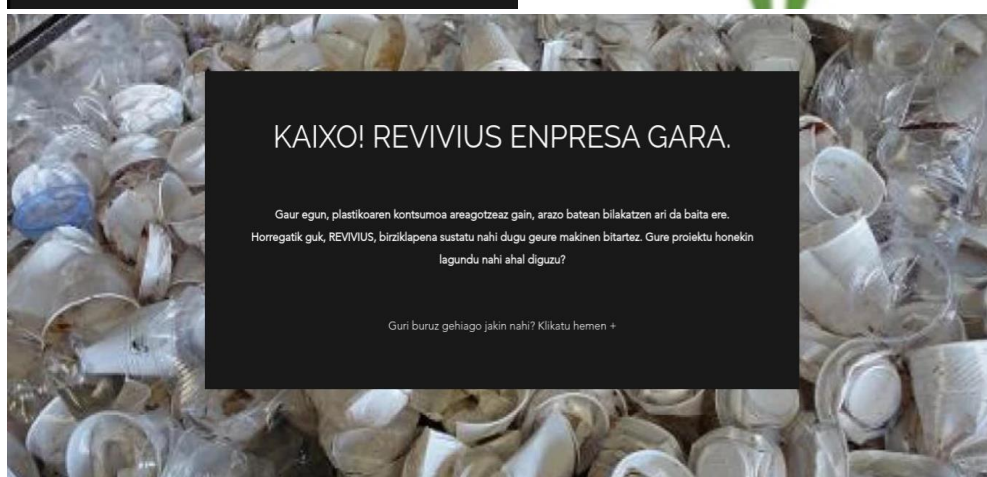 KAIXO! REVIVIUS ENPRESA GARA.
Gaur egun, plastikoaren kontsumoa areagotzeaz gain, arazo batean bilakatzen ari da baita ere.
Horregatik guk, REVIVIUS, birziklapena sustatu nahi dugu geure makinen bitartez. Gure proiektu honekin
lagundu nahi ahal diguzu?
Guri buruz gehiago jakin nahi? Klikatu hemen +